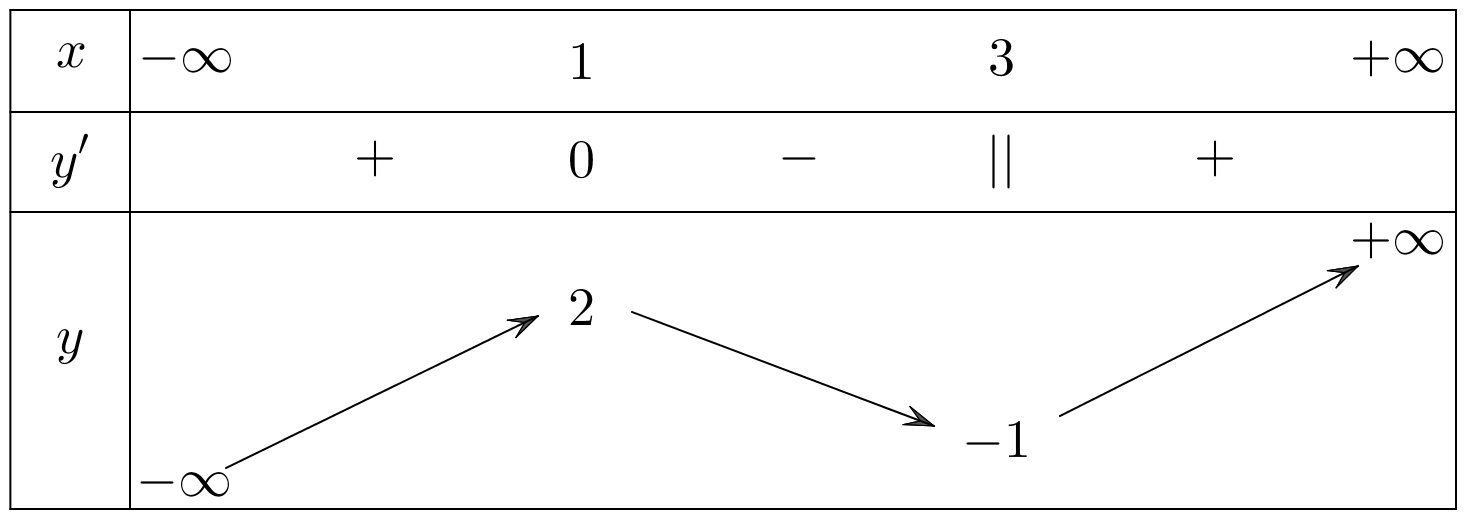 x −∞ 1 3 +∞
y′ + 0 − || +
y −∞ 2 −1 +∞